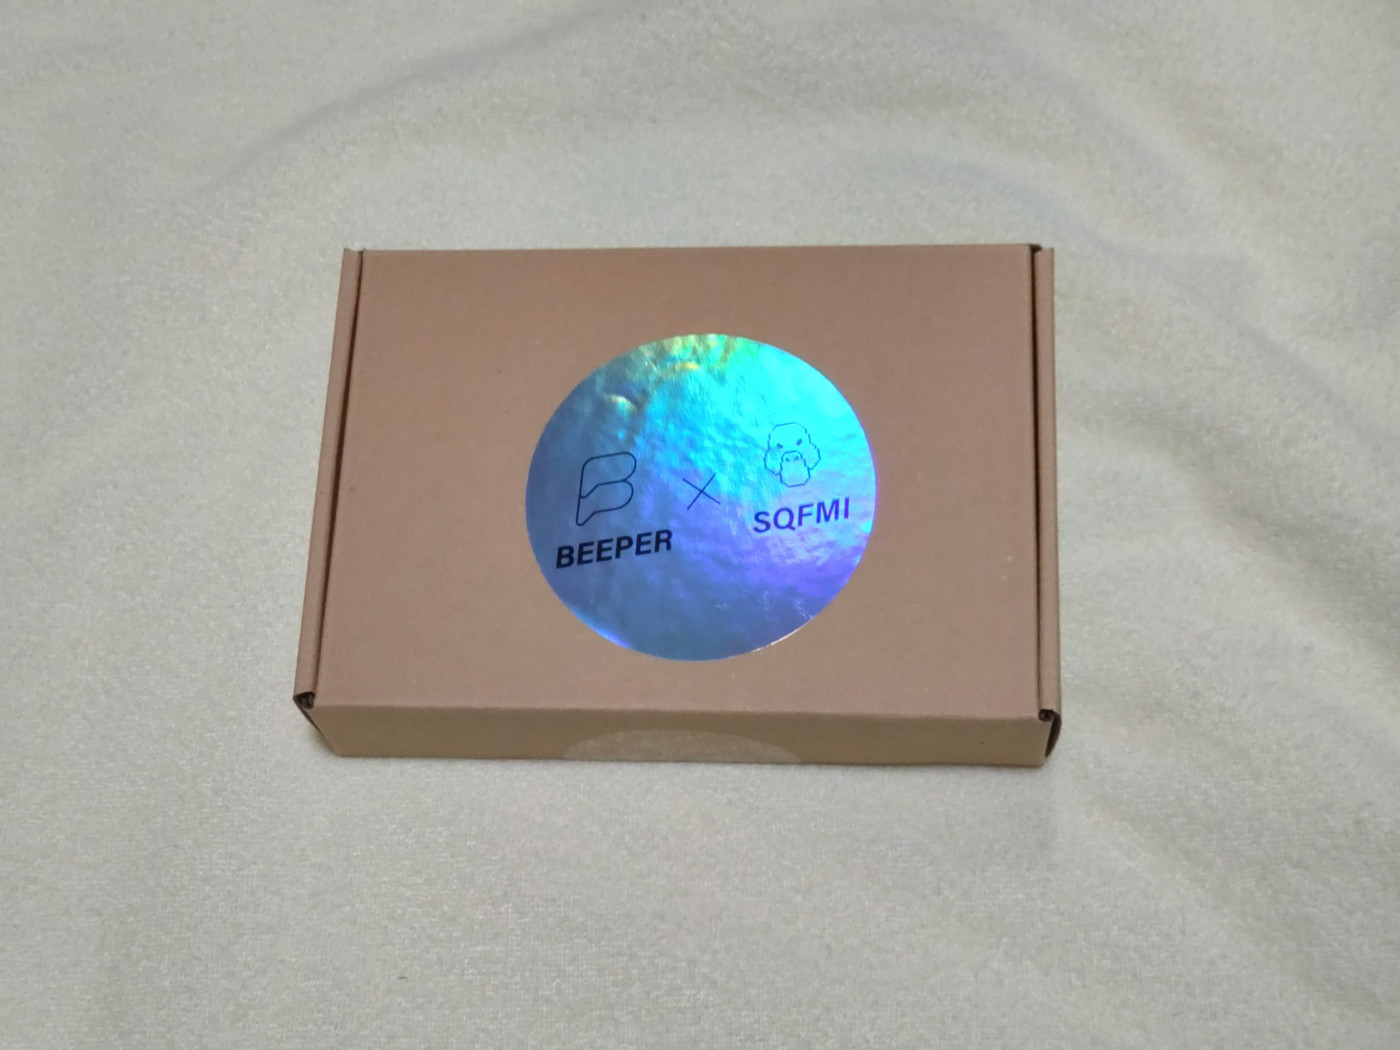 BEEPER
×
SQFMI